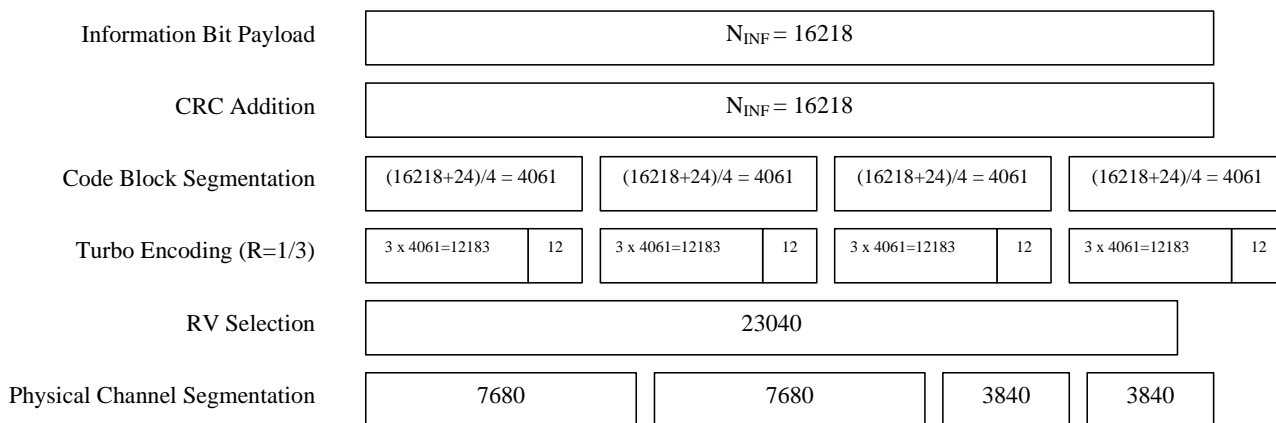 Information Bit Payload N_INF = 16218
CRC Addition N_INF = 16218
Code Block Segmentation (16218+24)/4 = 4061 (16218+24)/4 = 4061 (16218+24)/4 = 4061 (16218+24)/4 = 4061
Turbo Encoding (R=1/3) 3 x 4061=12183 12 3 x 4061=12183 12 3 x 4061=12183 12 3 x 4061=12183 12
RV Selection 23040
Physical Channel Segmentation 7680 7680 3840 3840